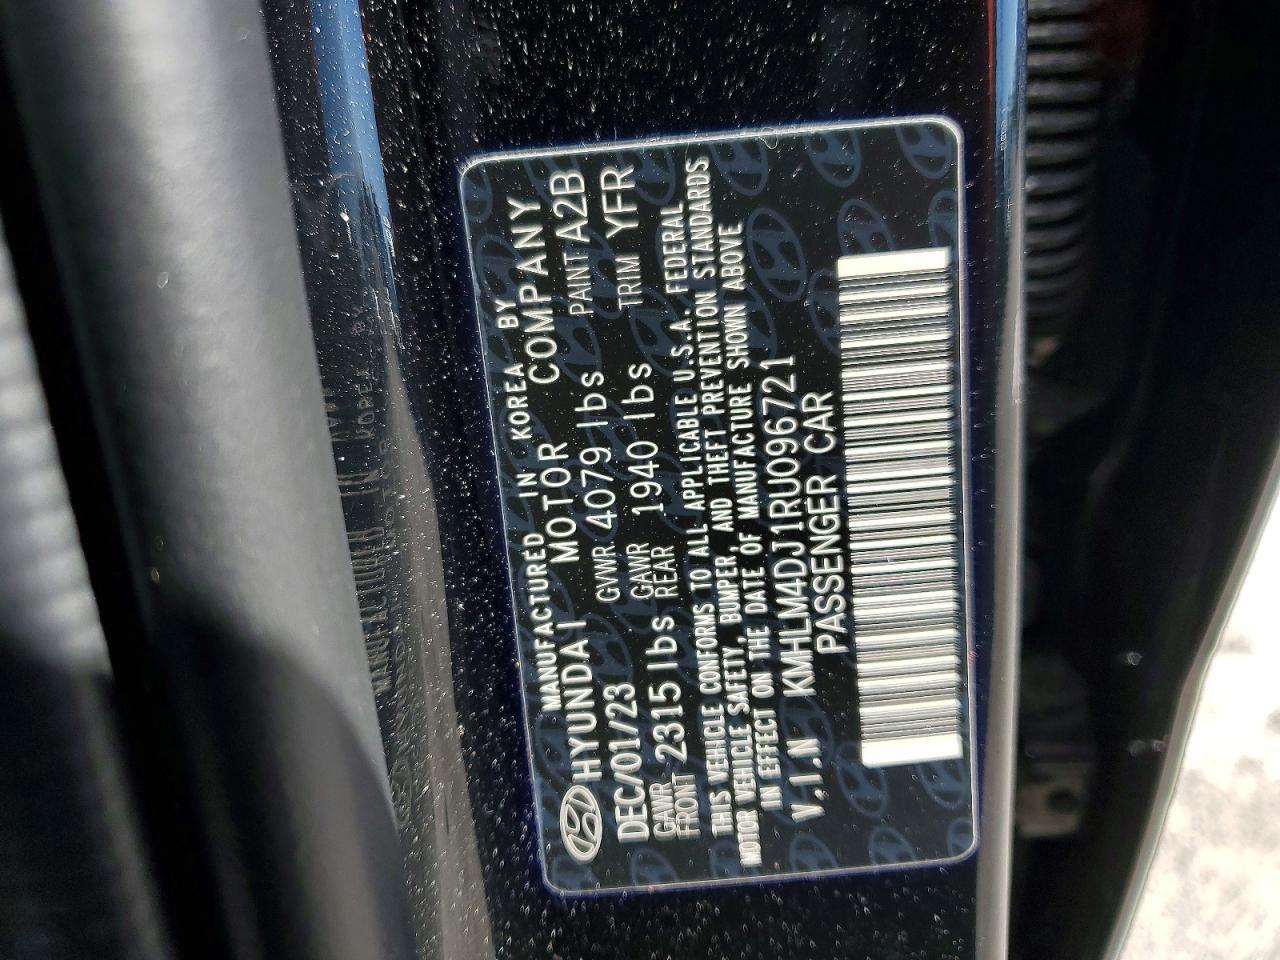 MANUFACTURED IN KOREA BY
HYUNDAI MOTOR COMPANY
DEC/01/23 GVWR 4079 lbs PAINT A2B
GAWR FRONT 2315 lbs GAWR REAR 1940 lbs TRIM YFR
THIS VEHICLE CONFORMS TO ALL APPLICABLE U.S.A. FEDERAL
MOTOR VEHICLE SAFETY, BUMPER, AND THEFT PREVENTION STANDARDS
IN EFFECT ON THE DATE OF MANUFACTURE SHOWN ABOVE
V.I.N KMHLM4DJ1RU096721
PASSENGER CAR